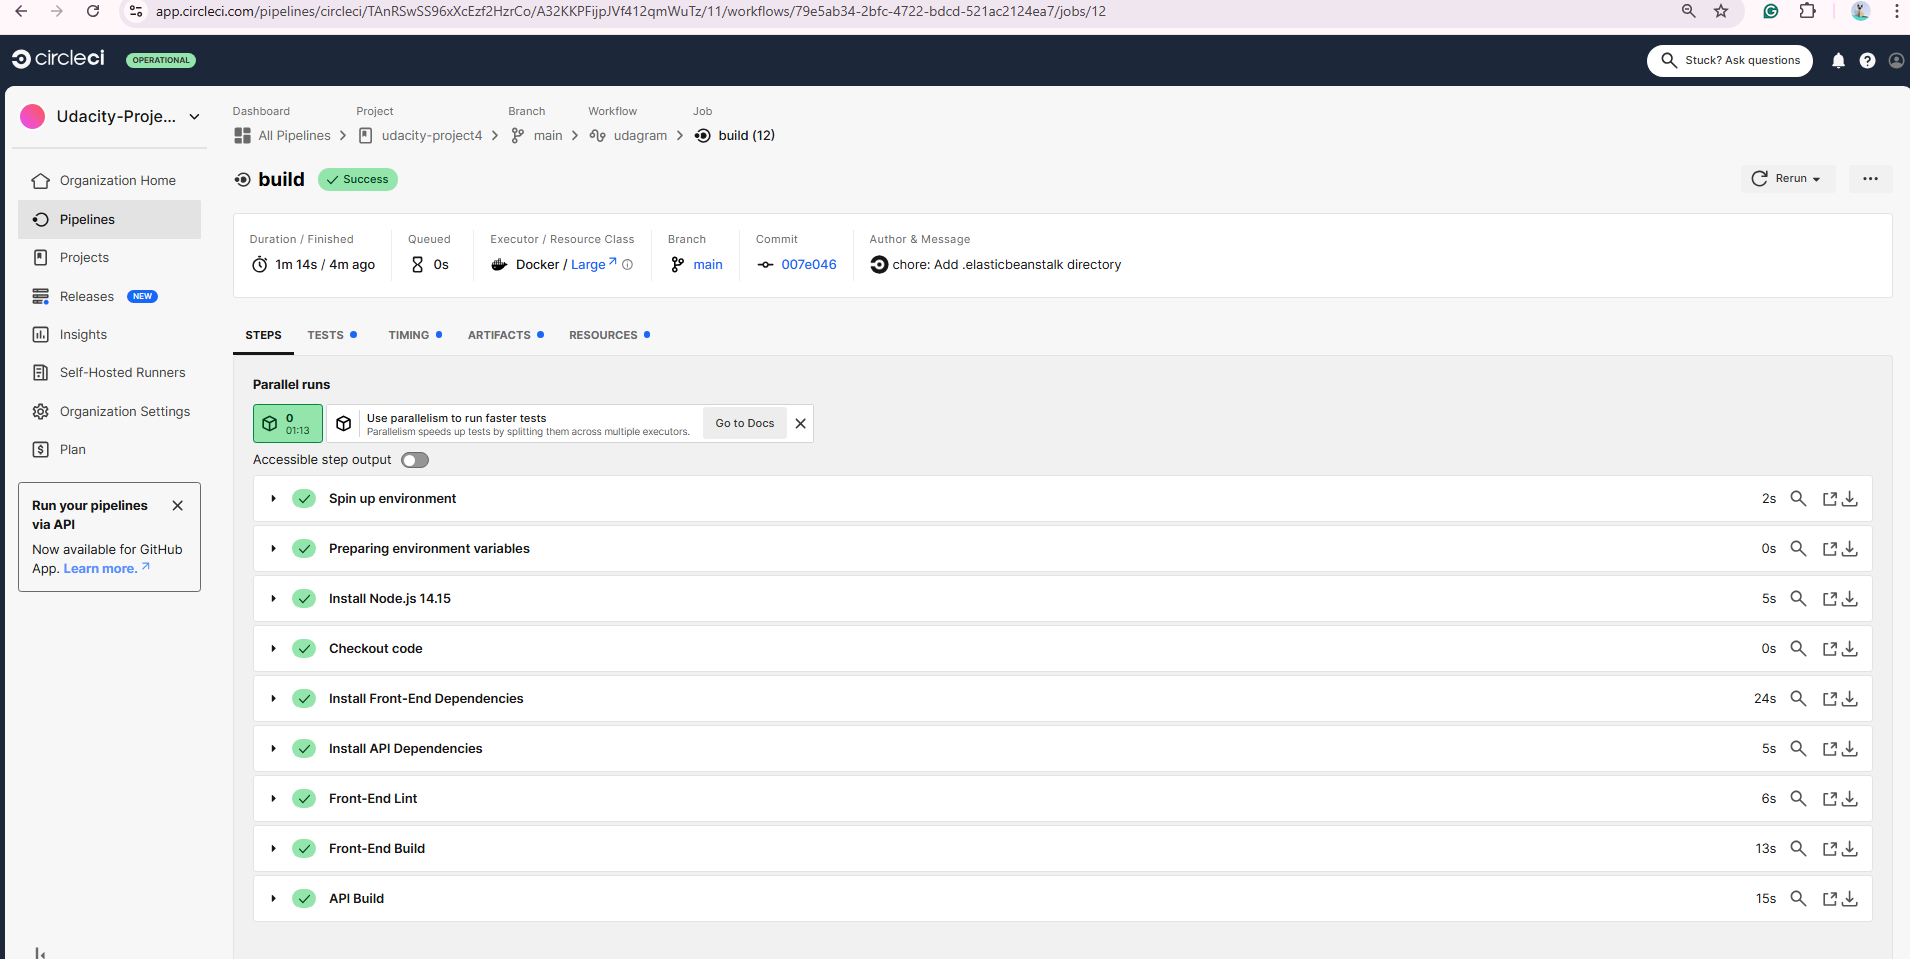 app.circleci.com/pipelines/circleci/TAnRSwSS96xXcEzf2HzrCo/A32KKPFijpJVf412qmWuTz/11/workflows/79e5ab34-2bfc-4722-bdcd-521ac2124ea7/jobs/12
circleci
OPERATIONAL
Stuck? Ask questions
Udacity-Proje...
Organization Home
Pipelines
Projects
Releases NEW
Insights
Self-Hosted Runners
Organization Settings
Plan
Run your pipelines
via API
Now available for GitHub
App. Learn more.
Dashboard Project Branch Workflow Job
All Pipelines udacity-project4 main udagram build (12)
build Success
Rerun
Duration / Finished Queued Executor / Resource Class Branch Commit Author & Message
1m 14s / 4m ago 0s Docker / Large main 007e046 chore: Add .elasticbeanstalk directory
STEPS TESTS TIMING ARTIFACTS RESOURCES
Parallel runs
0
01:13
Use parallelism to run faster tests
Parallelism speeds up tests by splitting them across multiple executors.
Go to Docs
Accessible step output
Spin up environment 2s
Preparing environment variables 0s
Install Node.js 14.15 5s
Checkout code 0s
Install Front-End Dependencies 24s
Install API Dependencies 5s
Front-End Lint 6s
Front-End Build 13s
API Build 15s